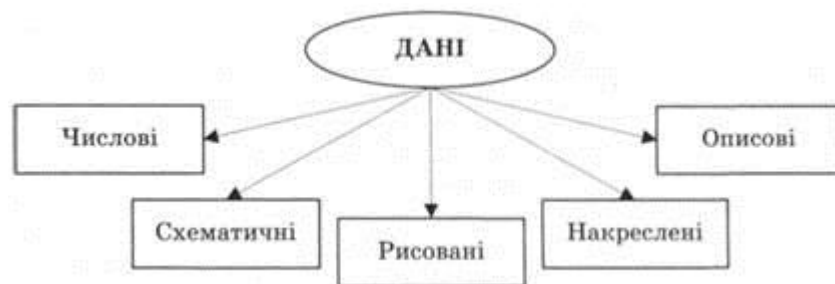 ДАНІ
Числові
Описові
Схематичні
Рисовані
Накреслені